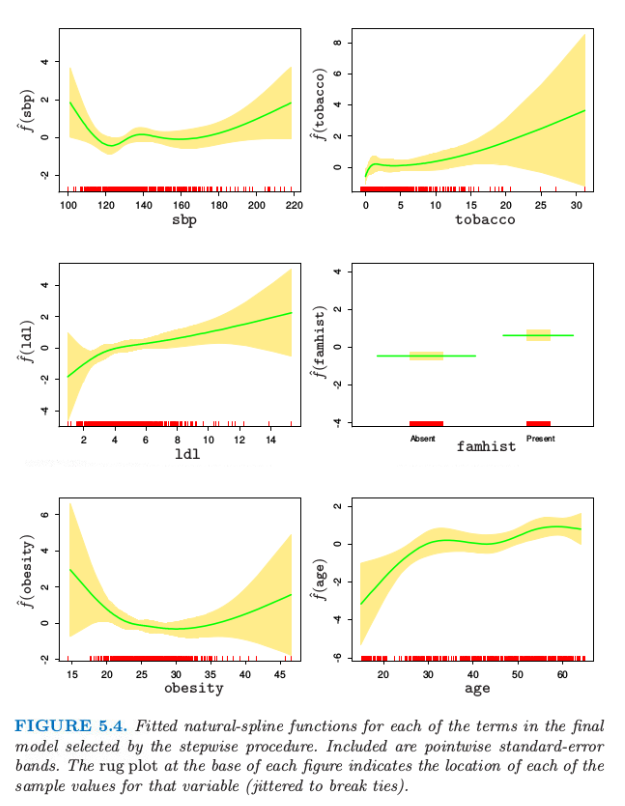 f̂(sbp)
4
2
0
-2
100 120 140 160 180 200 220
sbp
f̂(tobacco)
8
6
4
2
0
0 5 10 15 20 25 30
tobacco
f̂(ldl)
4
2
0
-2
-4
2 4 6 8 10 12 14
ldl
f̂(famhist)
4
2
0
-2
-4
Absent Present
famhist
f̂(obesity)
6
4
2
0
-2
15 20 25 30 35 40 45
obesity
f̂(age)
2
0
-2
-4
-6
20 30 40 50 60
age
FIGURE 5.4. Fitted natural-spline functions for each of the terms in the final
model selected by the stepwise procedure. Included are pointwise standard-error
bands. The rug plot at the base of each figure indicates the location of each of the
sample values for that variable (jittered to break ties).